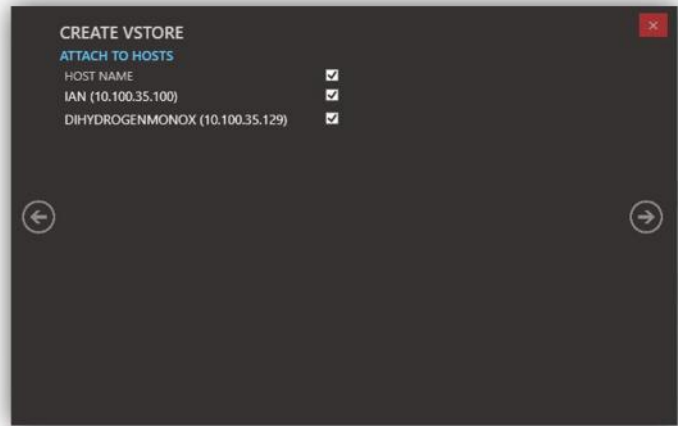 CREATE VSTORE
ATTACH TO HOSTS
HOST NAME
IAN (10.100.35.100)
DIHYDROGENMONOX (10.100.35.129)